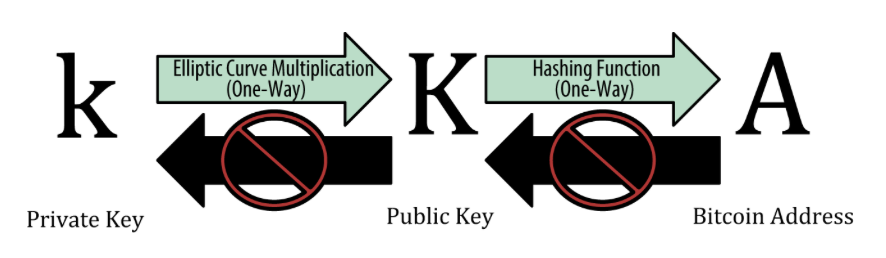 k
Elliptic Curve Multiplication
(One-Way)
K
Hashing Function
(One-Way)
A
Private Key
Public Key
Bitcoin Address